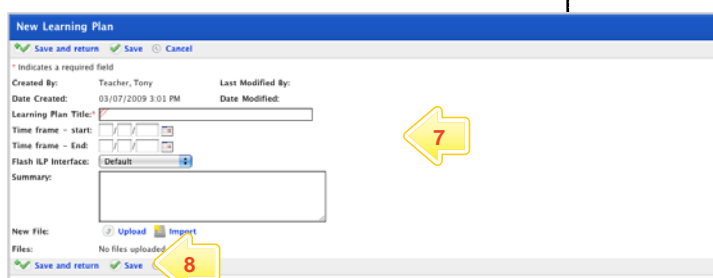 New Learning Plan
Save and return Save Cancel
* Indicates a required field
Created By: Teacher, Tony Last Modified By:
Date Created: 03/07/2009 3:01 PM Date Modified:
Learning Plan Title:*
Time frame - start: / /
7
Time frame - End: / /
Flash ILP Interface: Default
Summary:
New File: Upload Import
Files: No files uploaded
Save and return Save
8